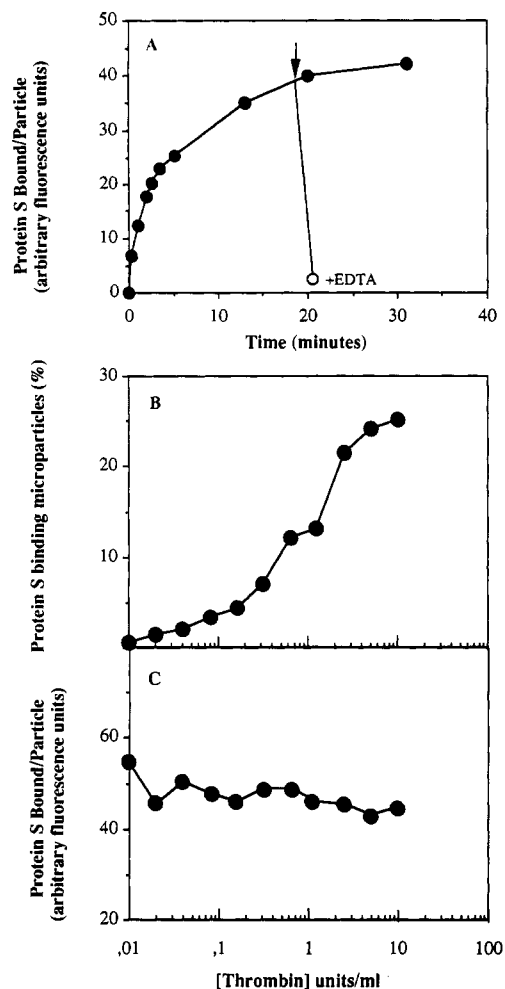 A
Protein S Bound/Particle
(arbitrary fluorescence units)
50
40
30
20
10
0
+EDTA
0 10 20 30 40
Time (minutes)
B
Protein S binding microparticles (%)
30
20
10
C
Protein S Bound/Particle
(arbitrary fluorescence units)
60
40
20
,01 ,1 1 10 100
[Thrombin] units/ml